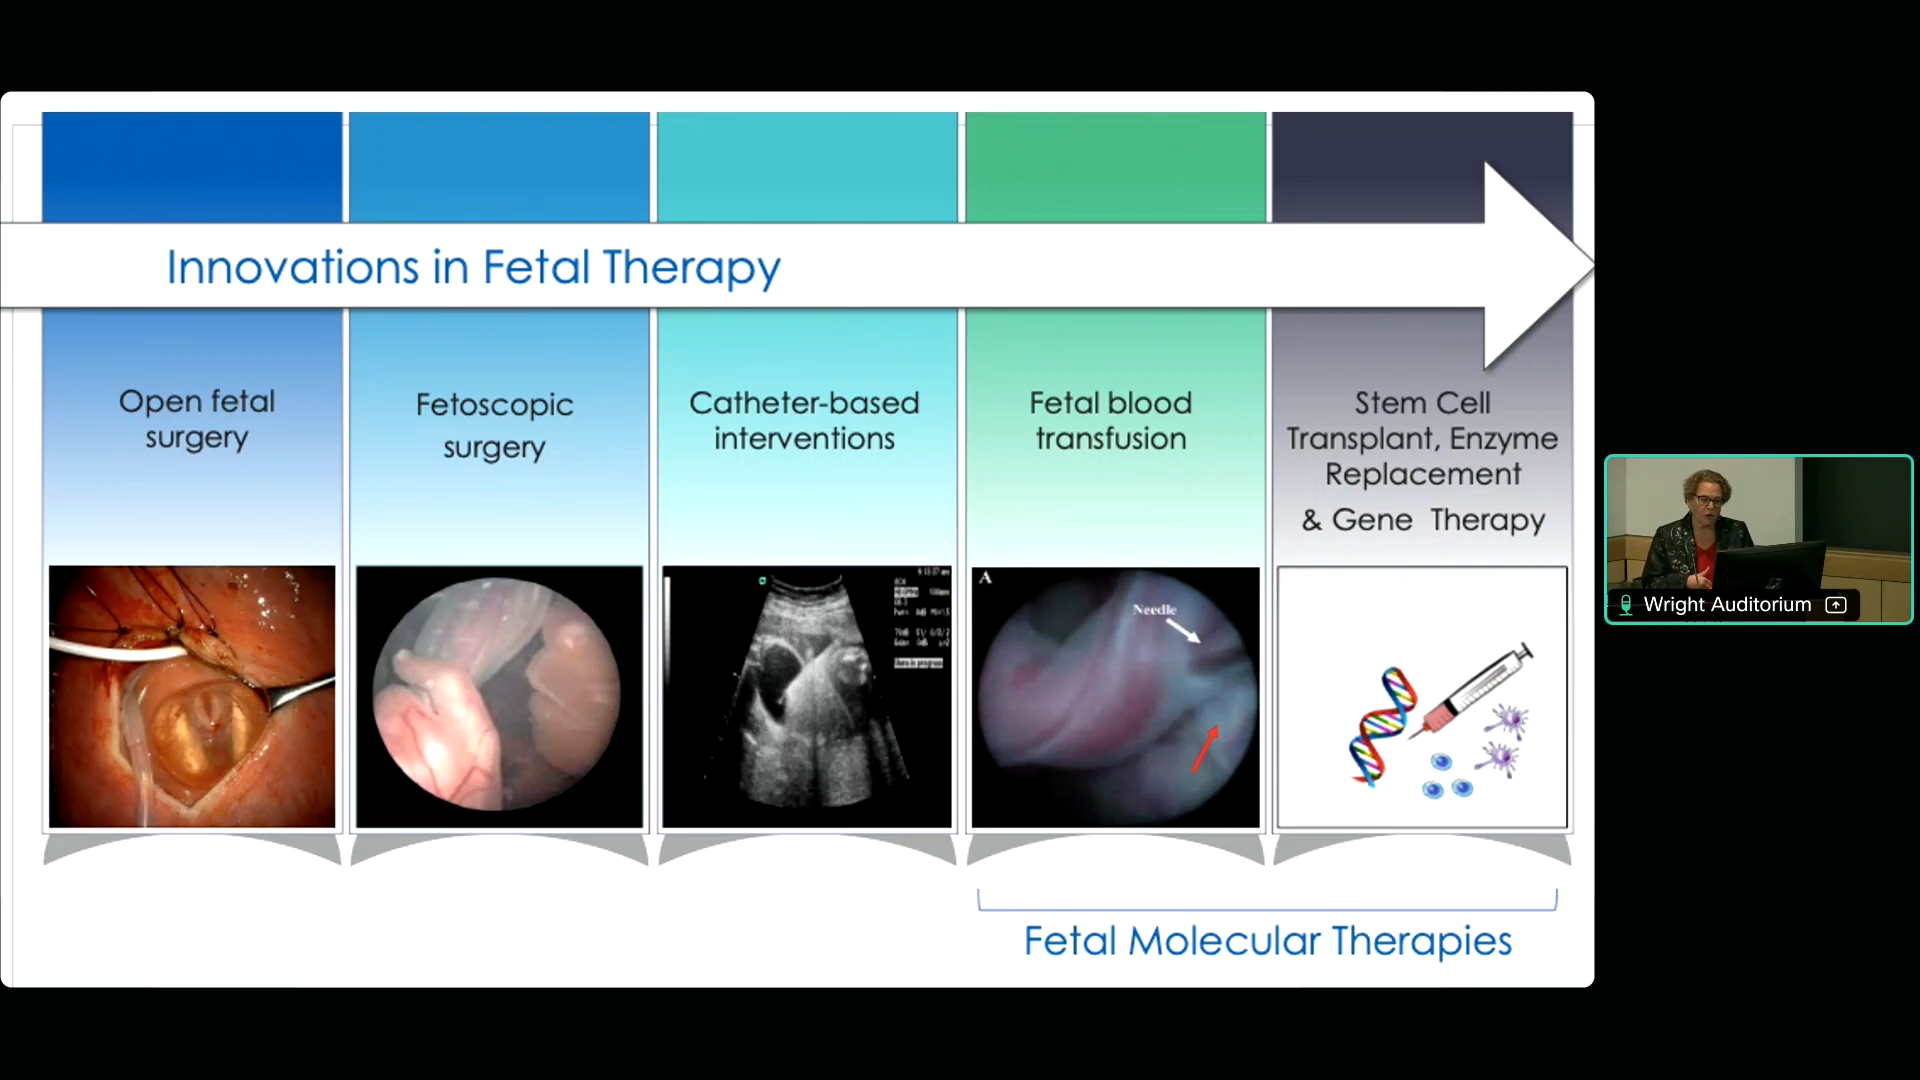 Innovations in Fetal Therapy
Open fetal
surgery
Fetoscopic
surgery
Catheter-based
interventions
Fetal blood
transfusion
Stem Cell
Transplant, Enzyme
Replacement
& Gene Therapy
A
Needle
Fetal Molecular Therapies
Wright Auditorium